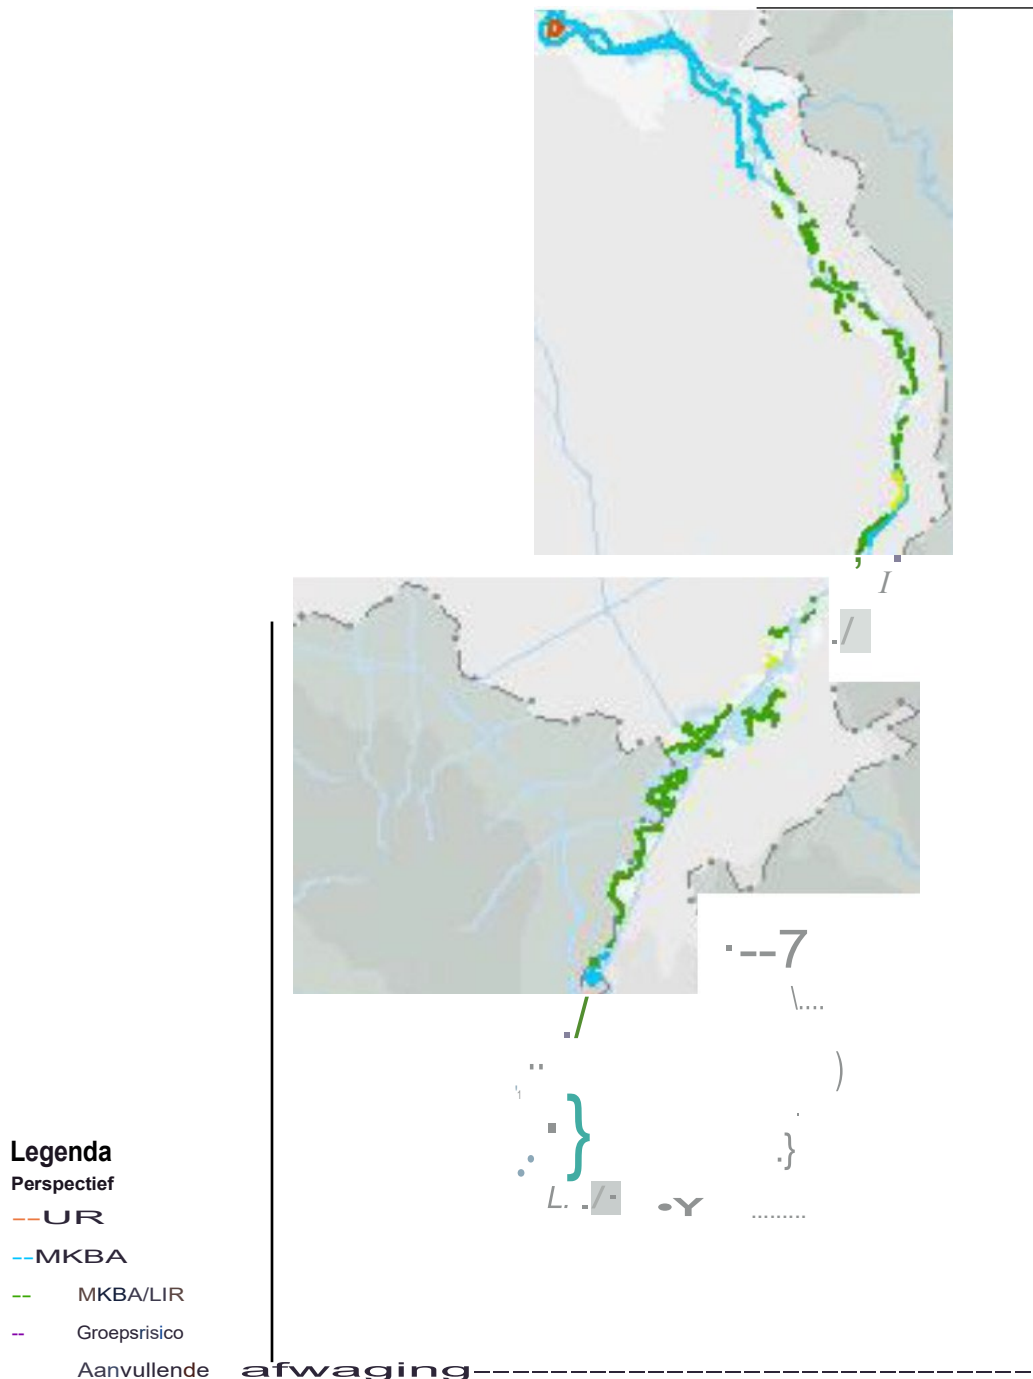 Legenda
Perspectief
--UR
--MKBA
-- MKBA/LIR
-- Groepsrisico
Aanvullende afwaging